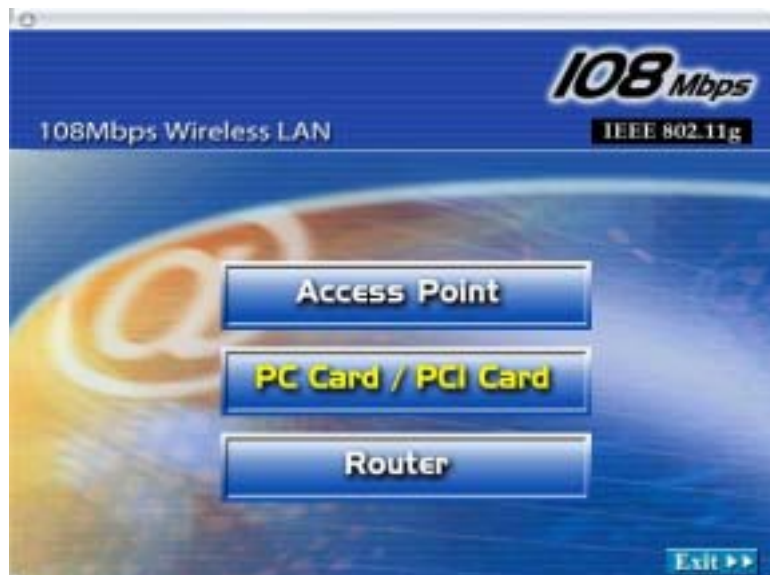 108 Mbps
108Mbps Wireless LAN
IEEE 802.11g
@
Access Point
PC Card / PCI Card
Router
Exit